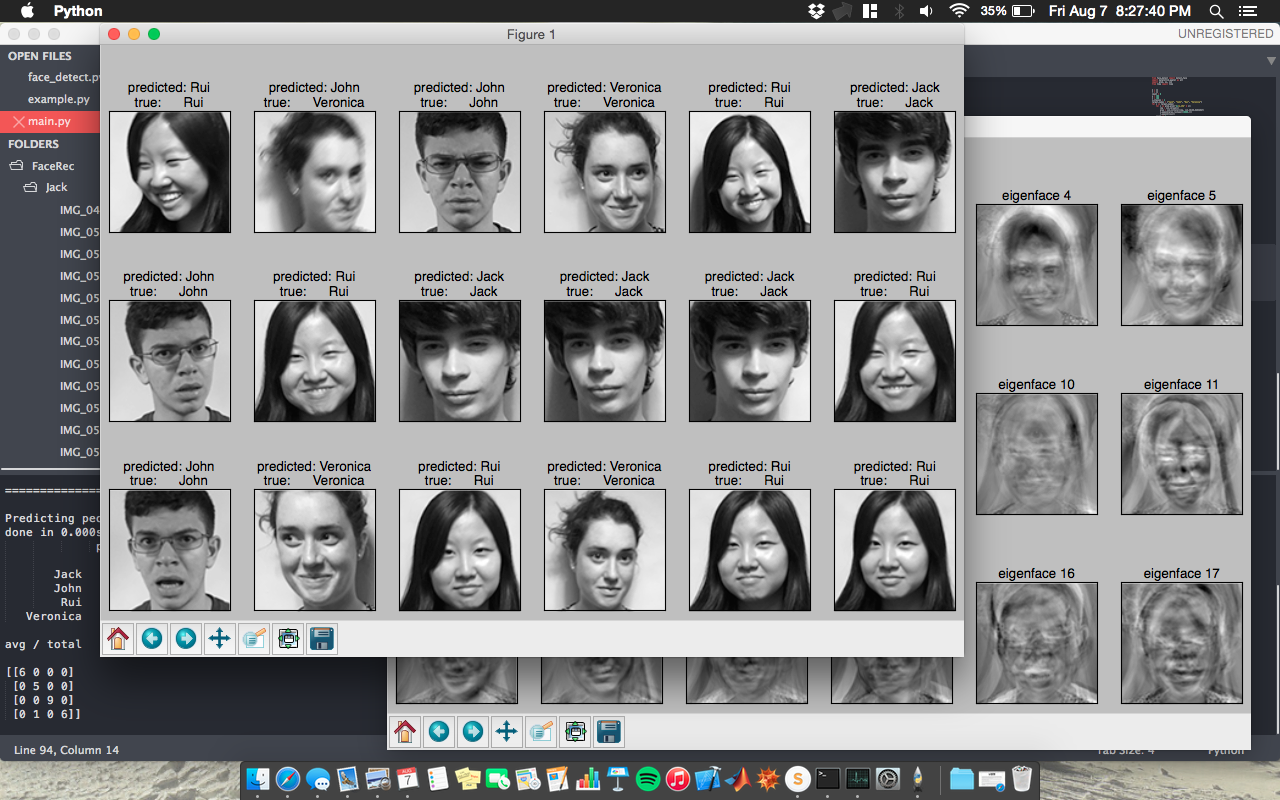 Python
35%
Fri Aug 7 8:27:40 PM
Figure 1
UNREGISTERED
OPEN FILES
face_detect.py
example.py
main.py
FOLDERS
FaceRec
Jack
IMG_04
IMG_05
IMG_05
IMG_05
IMG_05
IMG_05
IMG_05
IMG_05
IMG_05
IMG_05
IMG_05
IMG_05
predicted: Rui
true: Rui
predicted: John
true: Veronica
predicted: John
true: John
predicted: Veronica
true: Veronica
predicted: Rui
true: Rui
predicted: Jack
true: Jack
predicted: John
true: John
predicted: Rui
true: Rui
predicted: Jack
true: Jack
predicted: Jack
true: Jack
predicted: Jack
true: Jack
predicted: Rui
true: Rui
predicted: John
true: John
predicted: Veronica
true: Veronica
predicted: Rui
true: Rui
predicted: Veronica
true: Veronica
predicted: Rui
true: Rui
predicted: Rui
true: Rui
eigenface 4
eigenface 5
eigenface 10
eigenface 11
eigenface 16
eigenface 17
Predicting
done in 0.000s
Jack
John
Rui
Veronica
avg / total
[[6 0 0 0]
[0 5 0 0]
[0 0 9 0]
[0 1 0 6]]
Line 94, Column 14
Tab Size: 4
Python